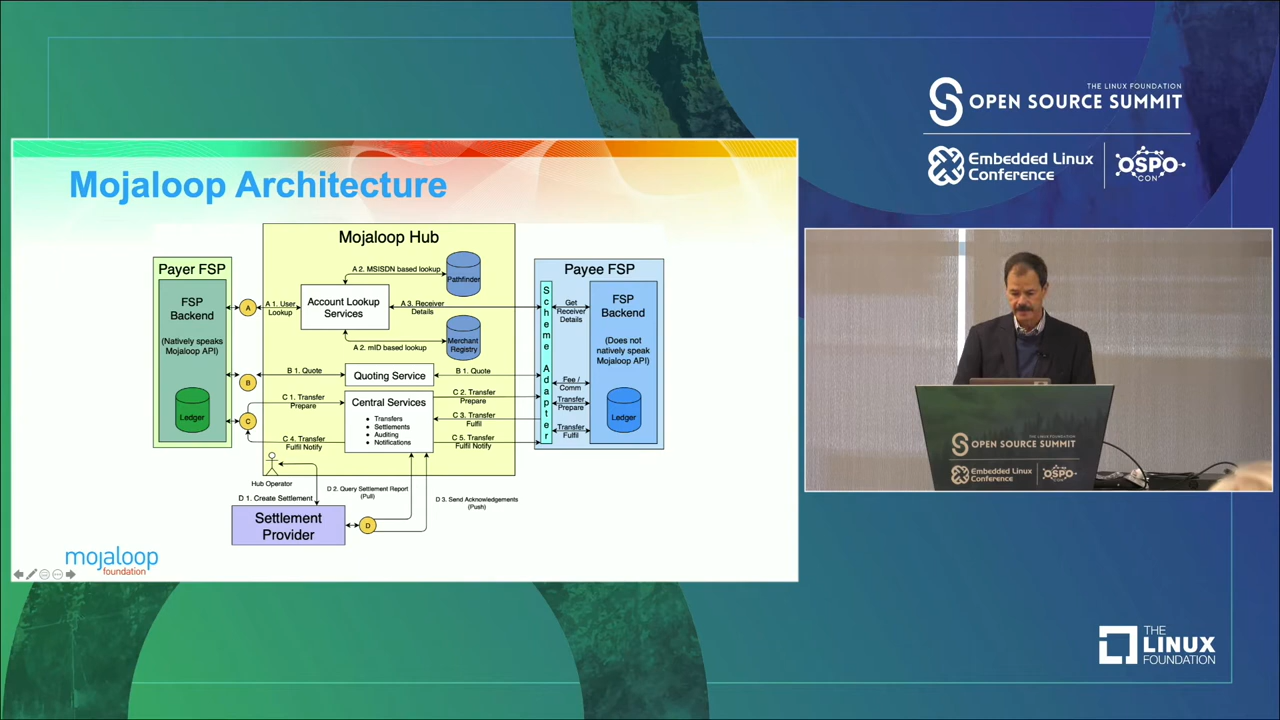 THE LINUX FOUNDATION
OPEN SOURCE SUMMIT
Embedded Linux
Conference
OSPO
CON
Mojaloop Architecture
Mojaloop Hub
Payer FSP
FSP
Backend
(Natively speaks
Mojaloop API)
Ledger
A
A 1. User
Lookup
A 2. MSISDN based lookup
Pathfinder
Account Lookup
Services
A 3. Receiver
Details
A 2. mID based lookup
Merchant
Registry
B
B 1. Quote
Quoting Service
B 1. Quote
C
C 1. Transfer
Prepare
Central Services
• Transfers
• Settlements
• Auditing
• Notifications
C 2. Transfer
Prepare
C 3. Transfer
Fulfil
C 4. Transfer
Fulfil Notify
C 5. Transfer
Fulfil Notify
Payee FSP
Scheme Adapter
Get
Receiver
Details
Fee /
Comm
Transfer
Prepare
Transfer
Fulfil
FSP
Backend
(Does not
natively speak
Mojaloop API)
Ledger
Hub Operator
D 1. Create Settlement
D 2. Query Settlement Report
(Pull)
D 3. Send Acknowledgements
(Push)
Settlement
Provider
D
mojaloop
foundation
THE LINUX FOUNDATION
OPEN SOURCE SUMMIT
Embedded Linux
Conference
OSPO
CON
THE
LINUX
FOUNDATION